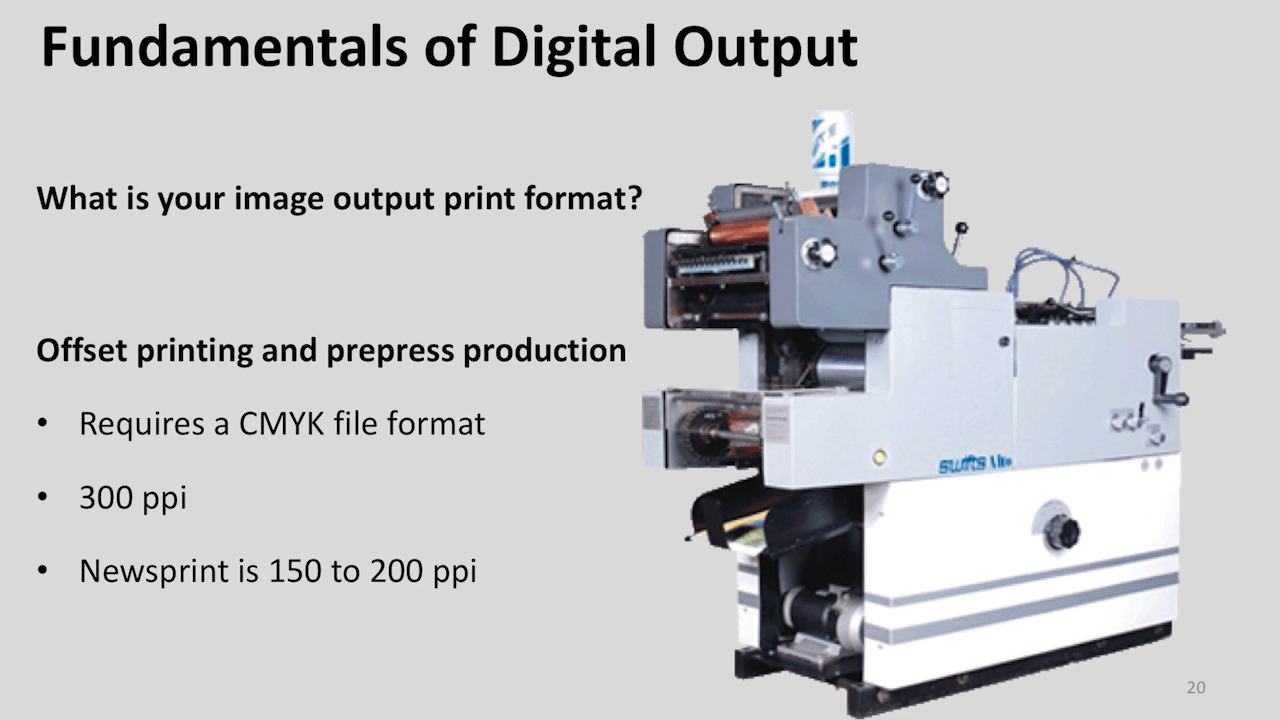 Fundamentals of Digital Output
What is your image output print format?
Offset printing and prepress production
• Requires a CMYK file format
• 300 ppi
• Newsprint is 150 to 200 ppi
20